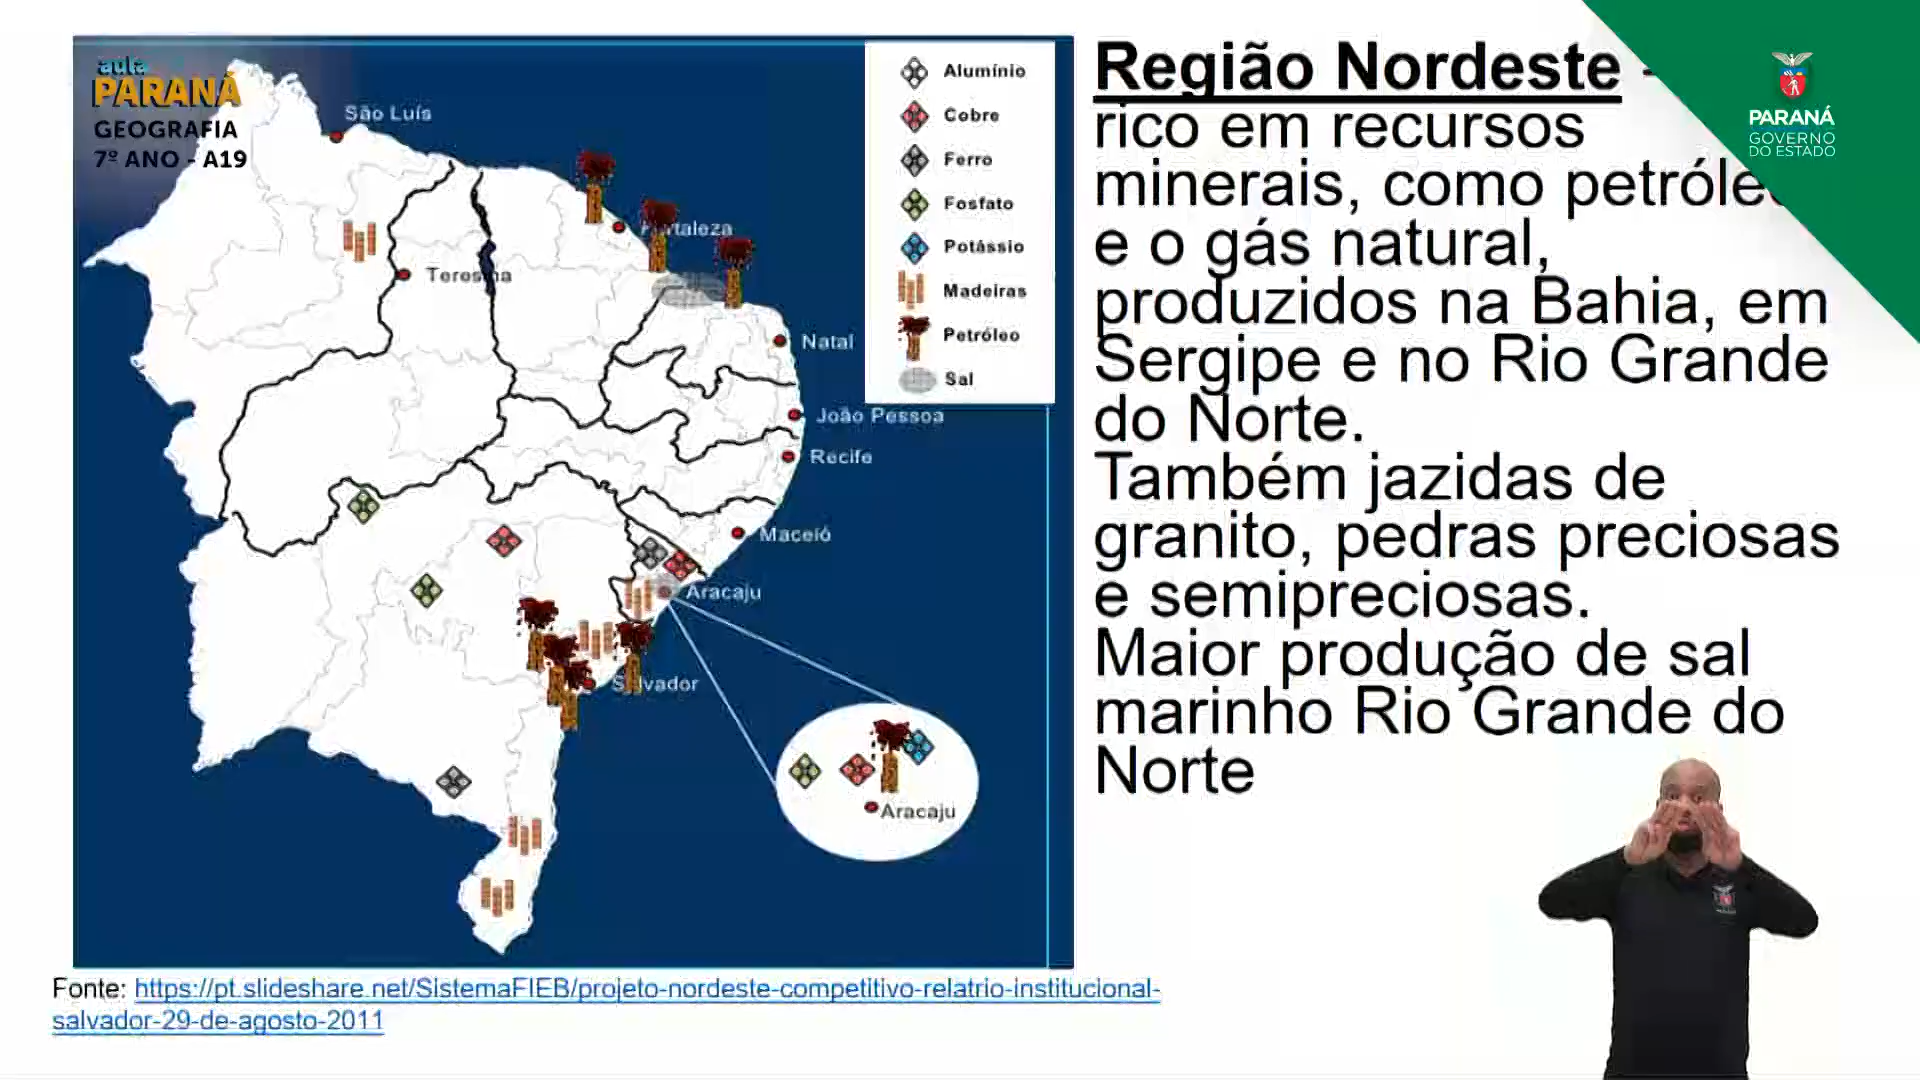 aula
PARANÁ
GEOGRAFIA
7º ANO - A19
São Luís
Teresina
Natal
João Pessoa
Recife
Maceió
Aracaju
Aracaju
Alumínio
Cobre
Ferro
Fosfato
Potássio
Madeiras
Petróleo
Sal
Região Nordeste -
rico em recursos
minerais, como petróleo
e o gás natural,
produzidos na Bahia, em
Sergipe e no Rio Grande
do Norte.
Também jazidas de
granito, pedras preciosas
e semipreciosas.
Maior produção de sal
marinho Rio Grande do
Norte
PARANÁ
GOVERNO
DO ESTADO
Fonte: https://pt.slideshare.net/SistemaFIEB/projeto-nordeste-competitivo-relatrio-institucional-
salvador-29-de-agosto-2011